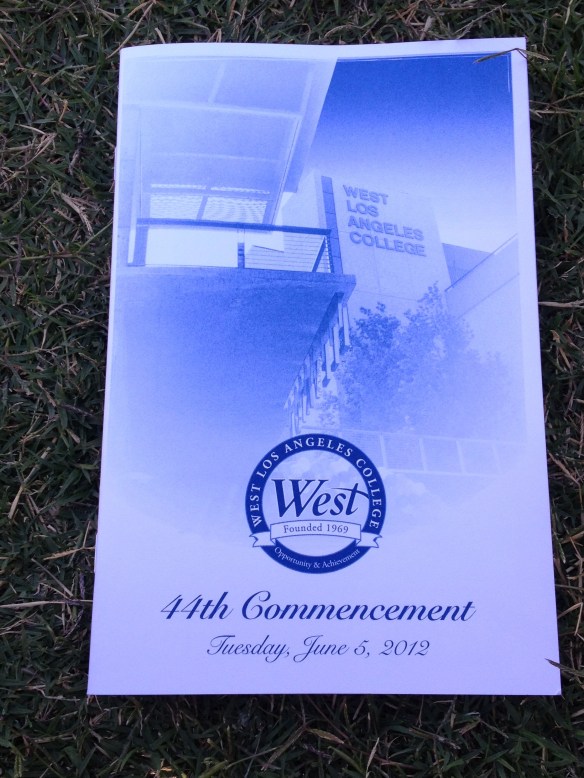 WEST
LOS
ANGELES
COLLEGE
WEST LOS ANGELES COLLEGE
West
Founded 1969
Opportunity & Achievement
44th Commencement
Tuesday, June 5, 2012